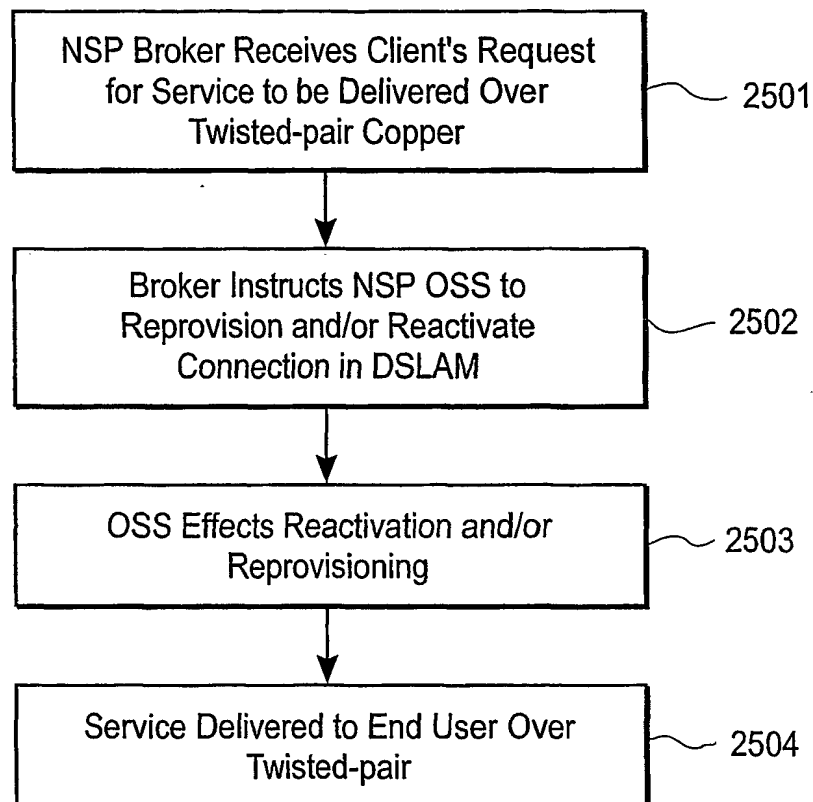 NSP Broker Receives Client's Request
for Service to be Delivered Over
Twisted-pair Copper
2501
Broker Instructs NSP OSS to
Reprovision and/or Reactivate
Connection in DSLAM
2502
OSS Effects Reactivation and/or
Reprovisioning
2503
Service Delivered to End User Over
Twisted-pair
2504